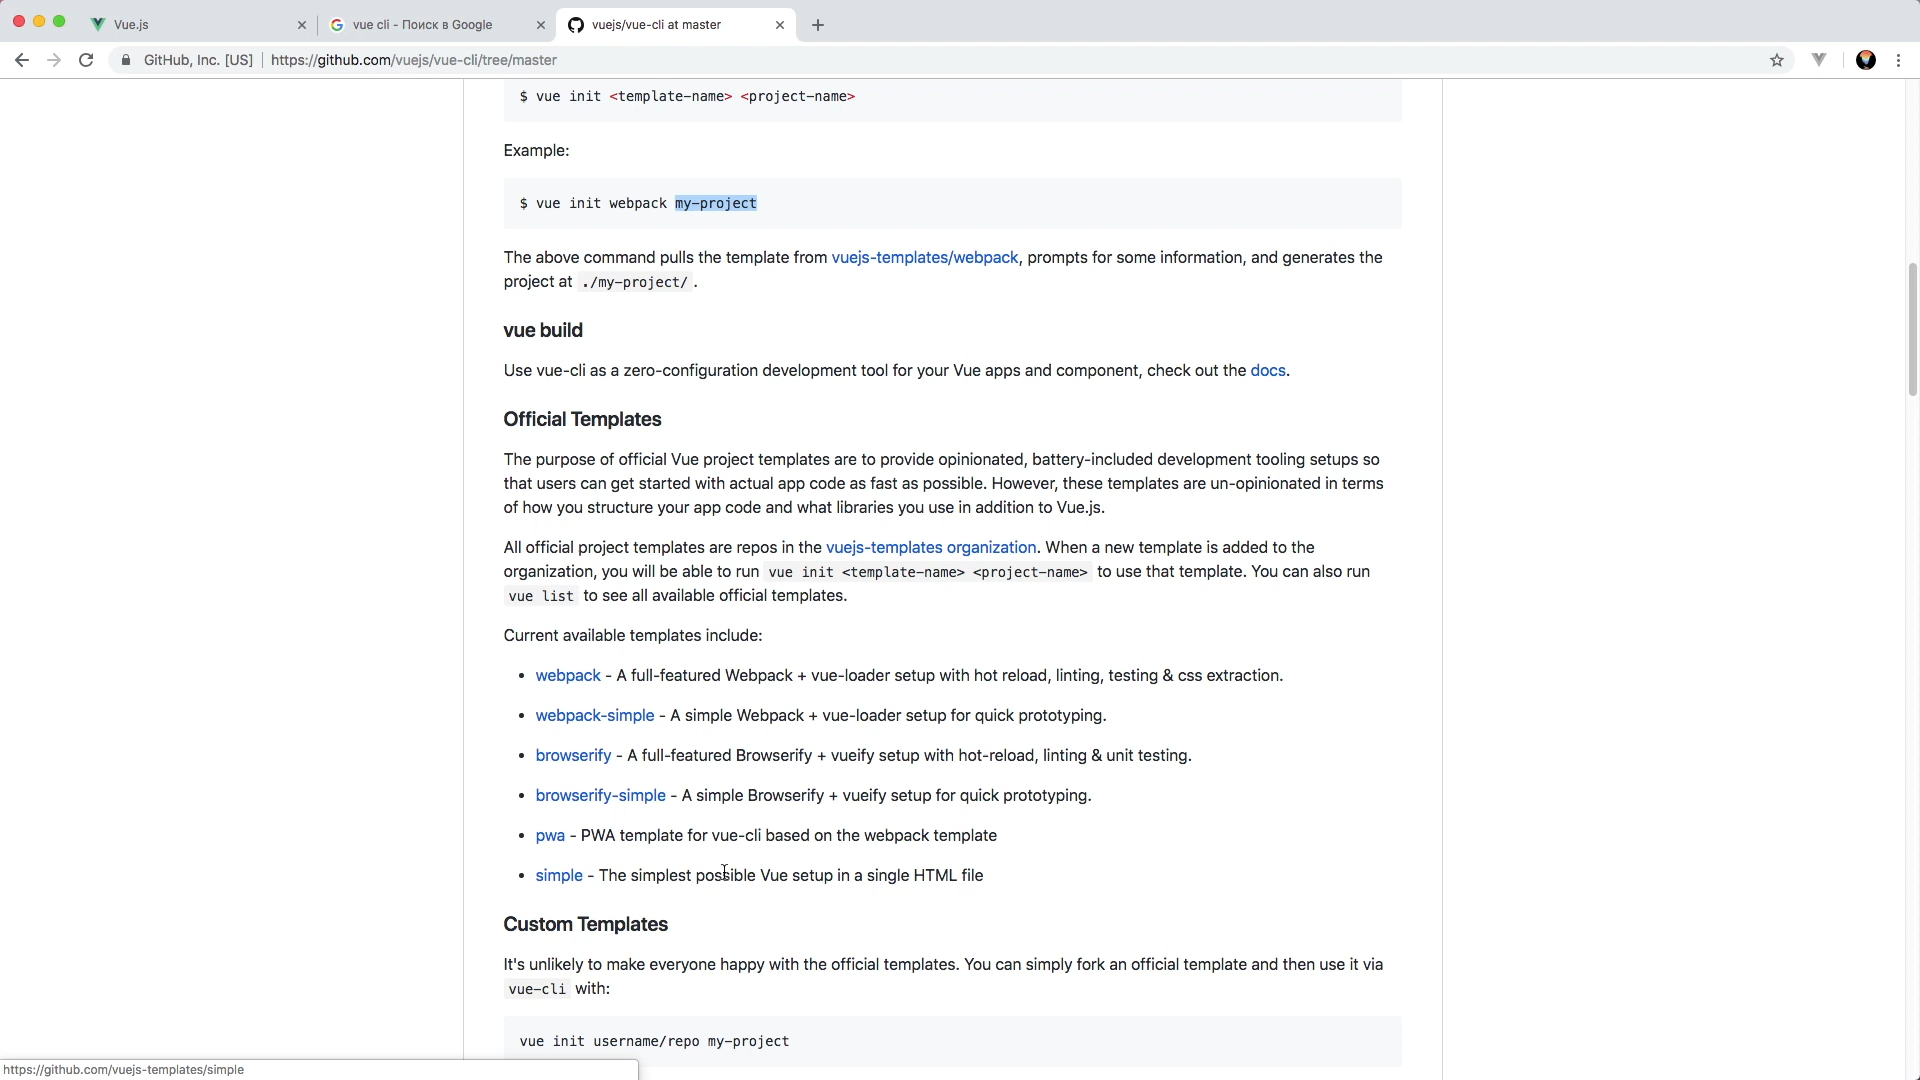 Vue.js
vue cli - Поиск в Google
vuejs/vue-cli at master
GitHub, Inc. [US]
https://github.com/vuejs/vue-cli/tree/master
$ vue init <template-name> <project-name>
Example:
$ vue init webpack my-project
The above command pulls the template from vuejs-templates/webpack, prompts for some information, and generates the
project at ./my-project/ .
vue build
Use vue-cli as a zero-configuration development tool for your Vue apps and component, check out the docs.
Official Templates
The purpose of official Vue project templates are to provide opinionated, battery-included development tooling setups so
that users can get started with actual app code as fast as possible. However, these templates are un-opinionated in terms
of how you structure your app code and what libraries you use in addition to Vue.js.
All official project templates are repos in the vuejs-templates organization. When a new template is added to the
organization, you will be able to run vue init <template-name> <project-name> to use that template. You can also run
vue list to see all available official templates.
Current available templates include:
• webpack - A full-featured Webpack + vue-loader setup with hot reload, linting, testing & css extraction.
• webpack-simple - A simple Webpack + vue-loader setup for quick prototyping.
• browserify - A full-featured Browserify + vueify setup with hot-reload, linting & unit testing.
• browserify-simple - A simple Browserify + vueify setup for quick prototyping.
• pwa - PWA template for vue-cli based on the webpack template
• simple - The simplest possible Vue setup in a single HTML file
Custom Templates
It's unlikely to make everyone happy with the official templates. You can simply fork an official template and then use it via
vue-cli with:
vue init username/repo my-project
https://github.com/vuejs-templates/simple